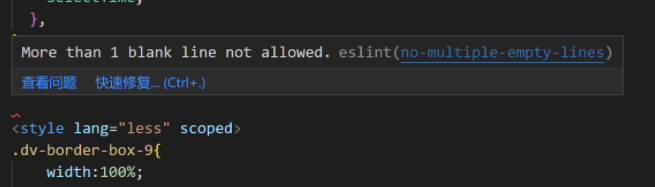 },
More than 1 blank line not allowed. eslint(no-multiple-empty-lines)
查看问题 快速修复... (Ctrl+.)
<style lang="less" scoped>
.dv-border-box-9{
width:100%;